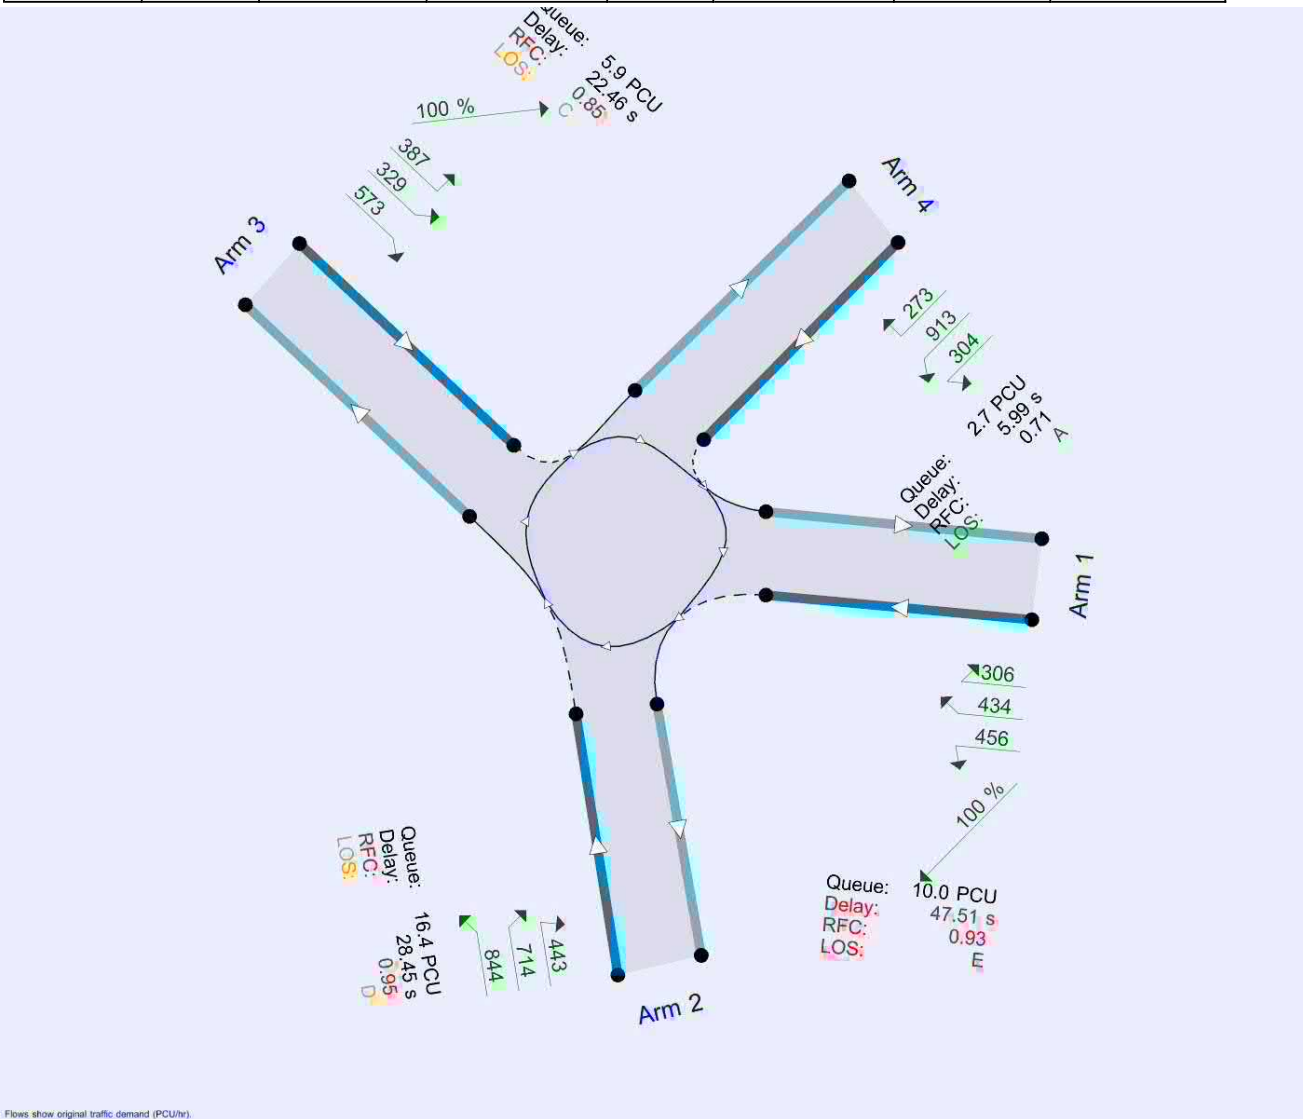 Queue:
Delay:
RFC:
LOS:
5.9 PCU
22.46 s
0.85
C
100 %
387
329
573
Arm 3
Arm 4
273
913
304
2.7 PCU
5.99 s
0.71
A
Queue:
Delay:
RFC:
LOS:
Arm 1
306
434
456
100 %
Queue: 10.0 PCU
Delay: 47.51 s
RFC: 0.93
LOS: E
Queue:
Delay:
RFC:
LOS:
16.4 PCU
28.45 s
0.95
D
844
714
443
Arm 2
Flows show original traffic demand (PCU/hr).